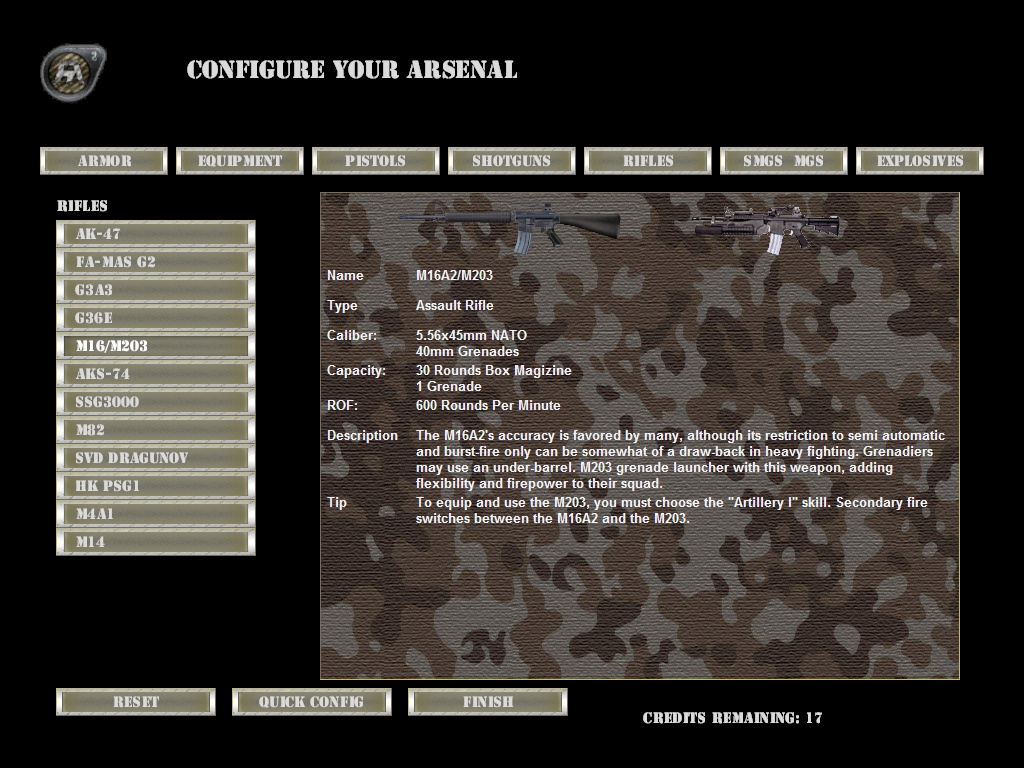 CONFIGURE YOUR ARSENAL
ARMOR
EQUIPMENT
PISTOLS
SHOTGUNS
RIFLES
SMGS MGS
EXPLOSIVES
RIFLES
AK-47
FA-MAS G2
G3A3
G36E
M16/M203
AKS-74
SSG3000
M82
SVD DRAGUNOV
HK PSG1
M4A1
M14
Name M16A2/M203
Type Assault Rifle
Caliber: 5.56x45mm NATO
40mm Grenades
Capacity: 30 Rounds Box Magizine
1 Grenade
ROF: 600 Rounds Per Minute
Description The M16A2's accuracy is favored by many, although its restriction to semi automatic
and burst-fire only can be somewhat of a draw-back in heavy fighting. Grenadiers
may use an under-barrel. M203 grenade launcher with this weapon, adding
flexibility and firepower to their squad.
Tip To equip and use the M203, you must choose the "Artillery I" skill. Secondary fire
switches between the M16A2 and the M203.
RESET
QUICK CONFIG
FINISH
CREDITS REMAINING: 17